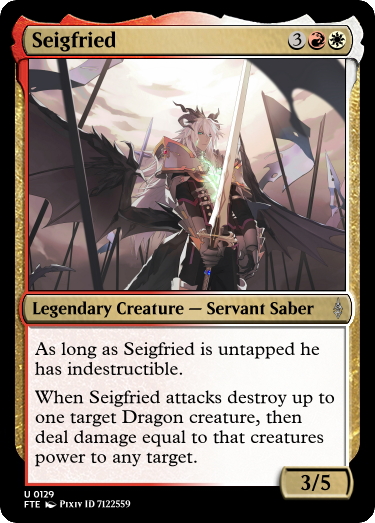 Seigfried 3
Legendary Creature — Servant Saber
As long as Seigfried is untapped he
has indestructible.
When Seigfried attacks destroy up to
one target Dragon creature, then
deal damage equal to that creatures
power to any target.
3/5
U 0129
FTE Pixiv ID 7122559